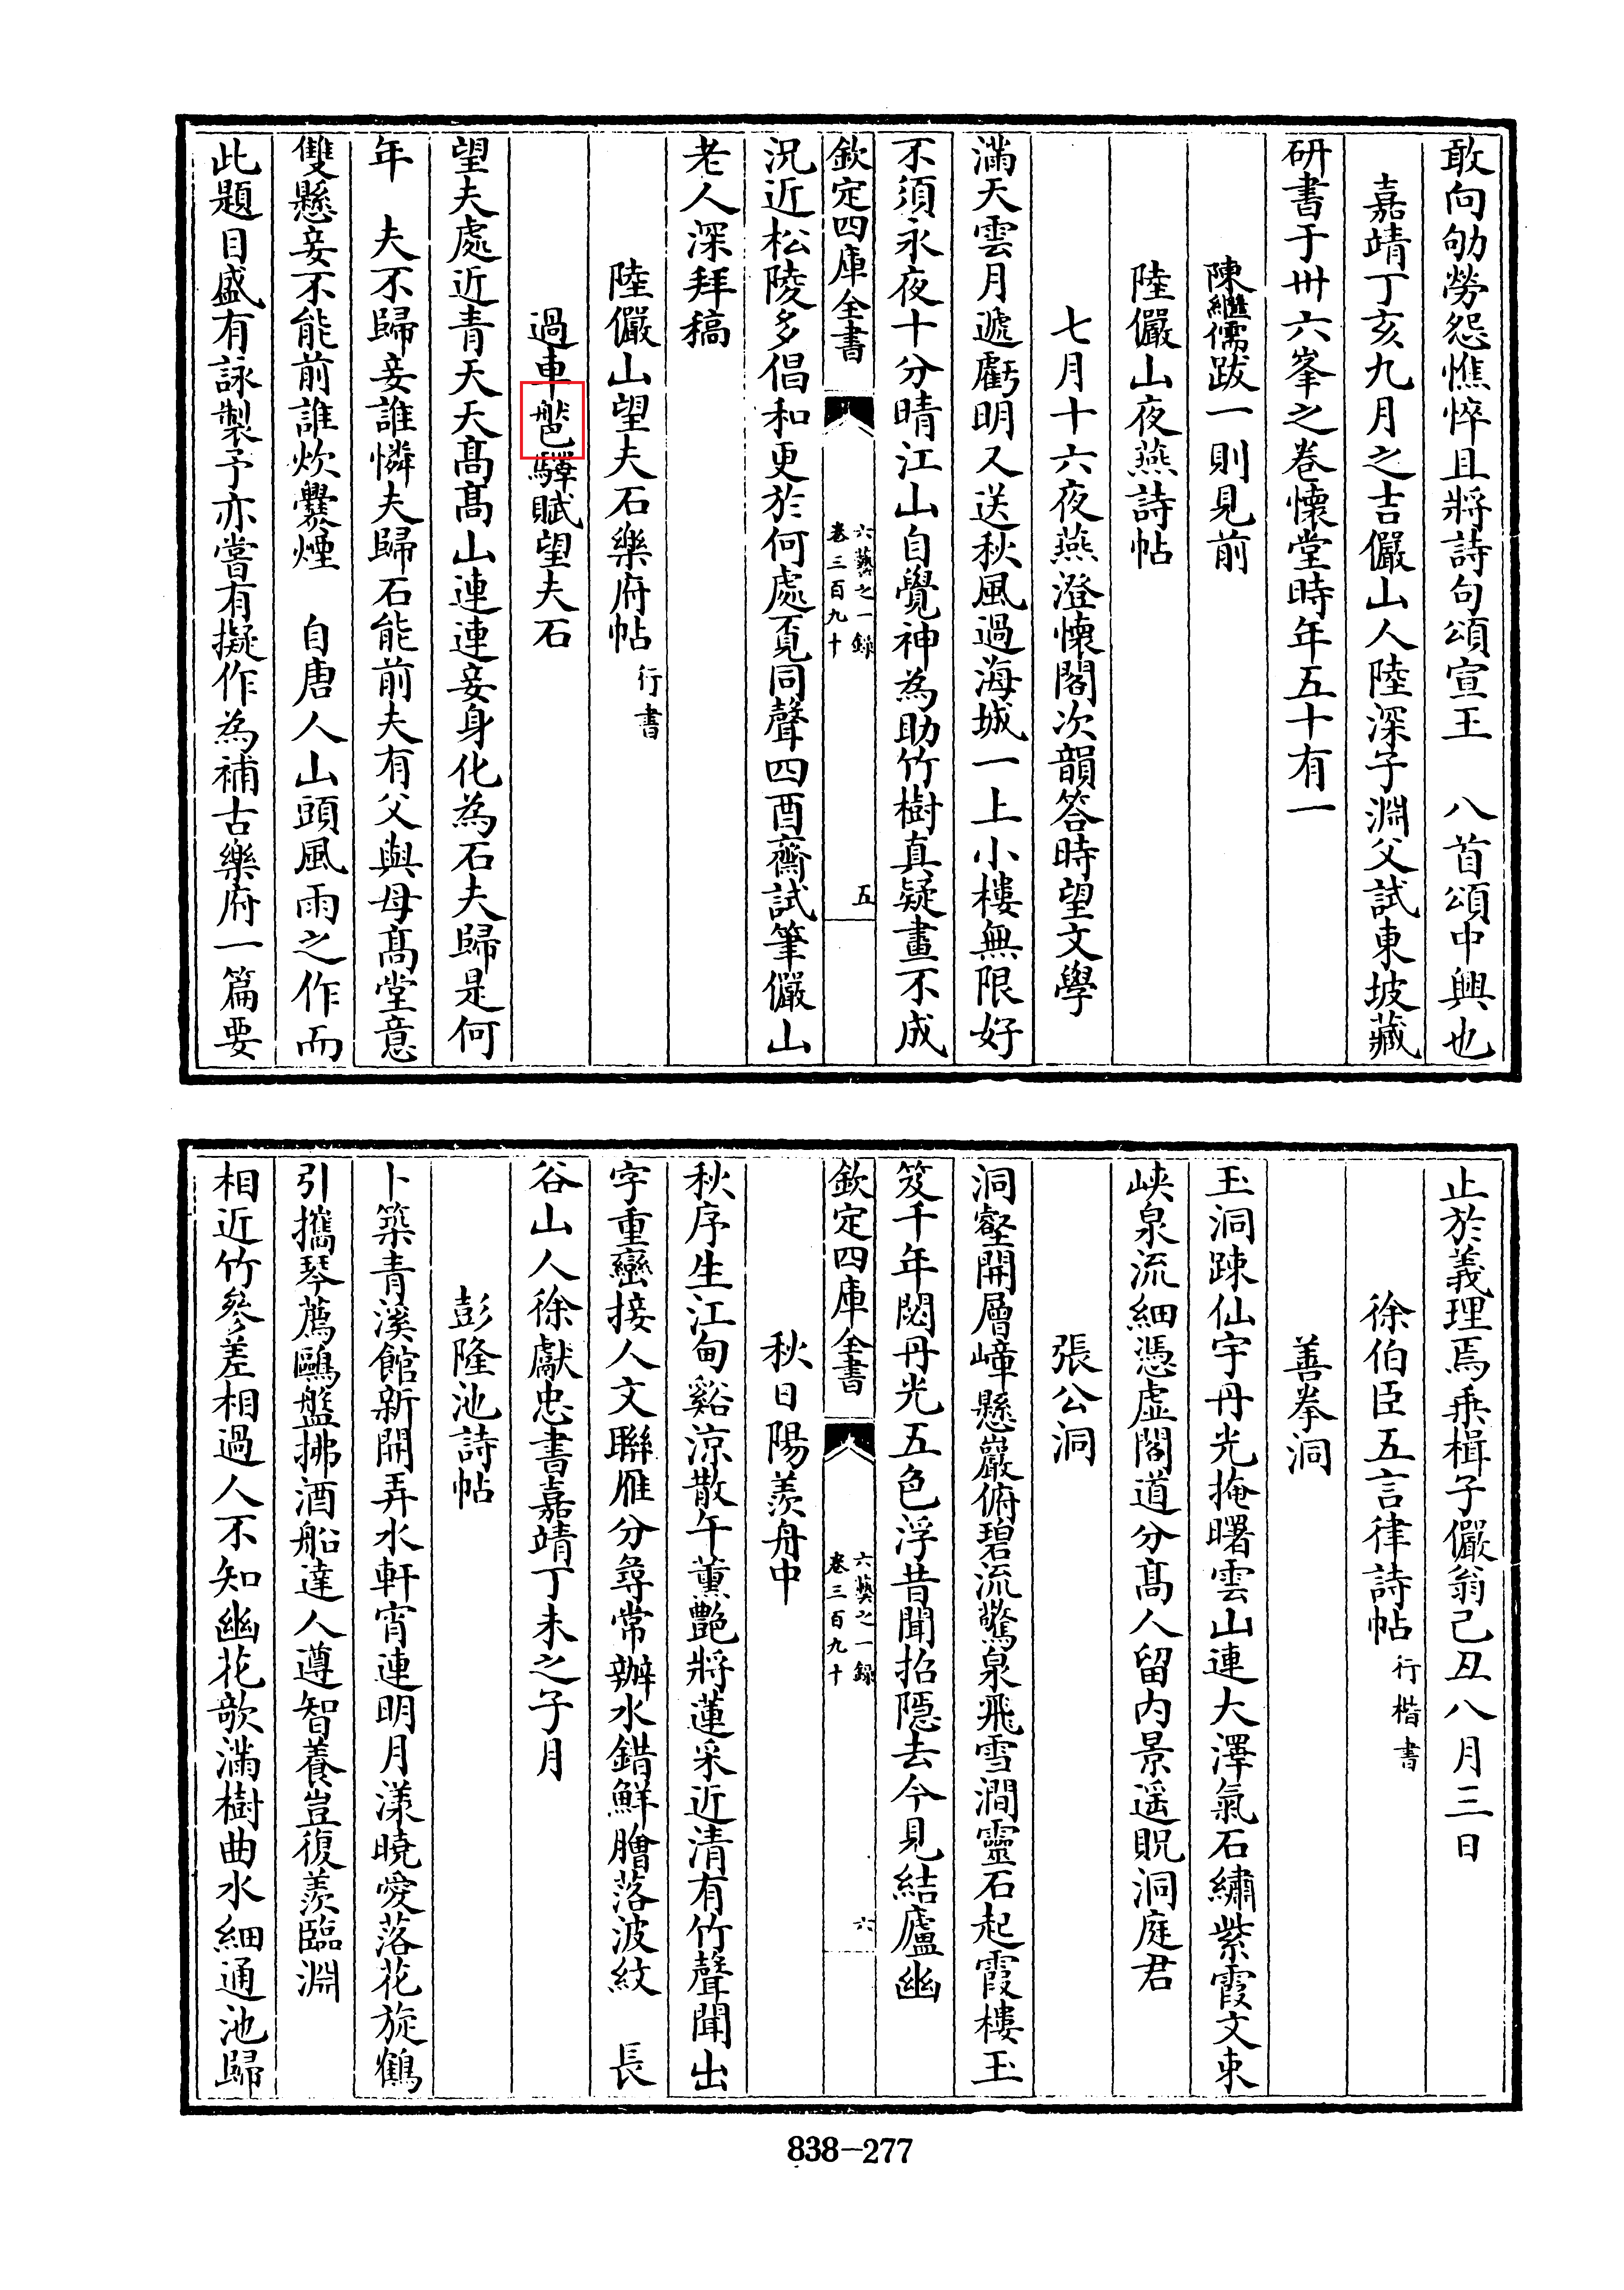 敢向劬勞怨憔悴且將詩句頌宣王　八首頌中興也
嘉靖丁亥九月之吉儼山人陸深子淵父試東坡藏
研書于卅六峯之卷懷堂時年五十有一
陳繼儒跋一則見前
陸儼山夜燕詩帖
七月十六夜燕澄懷閣次韻答時望文學
滿天雲月遞虧明又送秋風過海城一上小樓無限好
不須永夜十分晴江山自覺神為助竹樹真疑畫不成
欽定四庫全書
六藝之一錄
卷三百九十
五
況近松陵多倡和更於何處覔同聲四酉齋試筆儼山
老人深拜稿
陸儼山望夫石樂府帖行書
過車驛賦望夫石
望夫處近青天天高高山連連妾身化為石夫歸是何
年　夫不歸妾誰憐夫歸石能前夫有父與母高堂意
雙懸妾不能前誰炊爨煙　自唐人山頭風雨之作而
此題目盛有詠製予亦嘗有擬作為補古樂府一篇要
止於義理焉乗楫子儼翁己丑八月三日
徐伯臣五言律詩帖行楷書
善拳洞
玉洞踈仙宇丹光掩曙雲山連大澤氣石繡紫霞文束
峽泉流細憑虛閣道分高人留内景遥貺洞庭君
張公洞
洞壑開層嶂懸巖俯碧流驚泉飛雪澗靈石起霞樓玉
笈千年閟丹光五色浮昔聞招隱去今見結廬幽
欽定四庫全書
六藝之一錄
卷三百九十
六
秋日陽羨舟中
秋序生江甸谿涼散午薰艷將蓮采近清有竹聲聞出
字重巒接人文聯雁分尋常辦水錯鮮膾落波紋　長
谷山人徐獻忠書嘉靖丁未之子月
彭隆池詩帖
卜築青溪館新開弄水軒宵連明月漾曉愛落花旋鶴
引攜琴薦鷗盤拂酒船達人遵智養豈復羨臨淵
相近竹參差相過人不知幽花歆滿樹曲水細通池歸
838-277